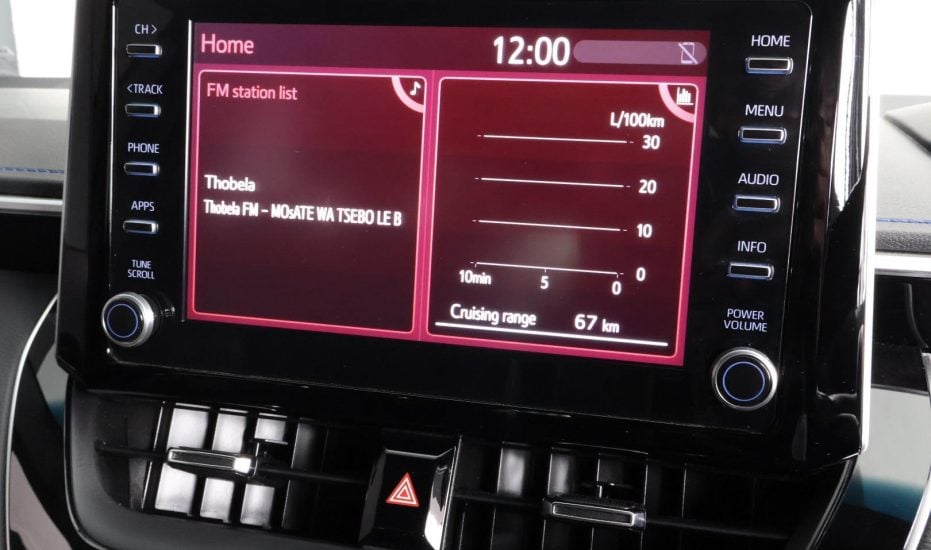 CH >
< TRACK
PHONE
APPS
TUNE
SCROLL
Home
12:00
FM station list
Thobela
Thobela FM – MOsATE WA TSEBO LE B
L/100km
30
20
10
0
10min 5 0
Cruising range 67 km
HOME
MENU
AUDIO
INFO
POWER
VOLUME